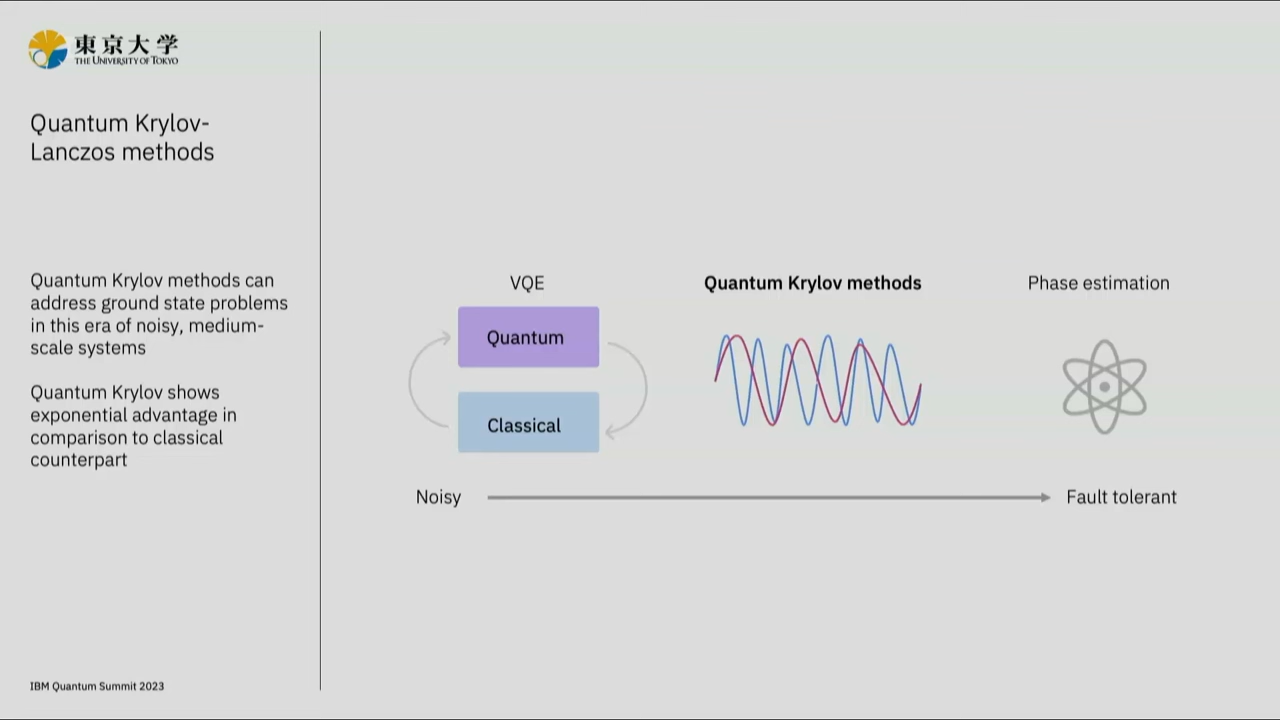 東京大学
THE UNIVERSITY OF TOKYO
Quantum Krylov-
Lanczos methods
Quantum Krylov methods can
address ground state problems
in this era of noisy, medium-
scale systems
Quantum Krylov shows
exponential advantage in
comparison to classical
counterpart
IBM Quantum Summit 2023
VQE
Quantum
Classical
Quantum Krylov methods
Phase estimation
Noisy
Fault tolerant